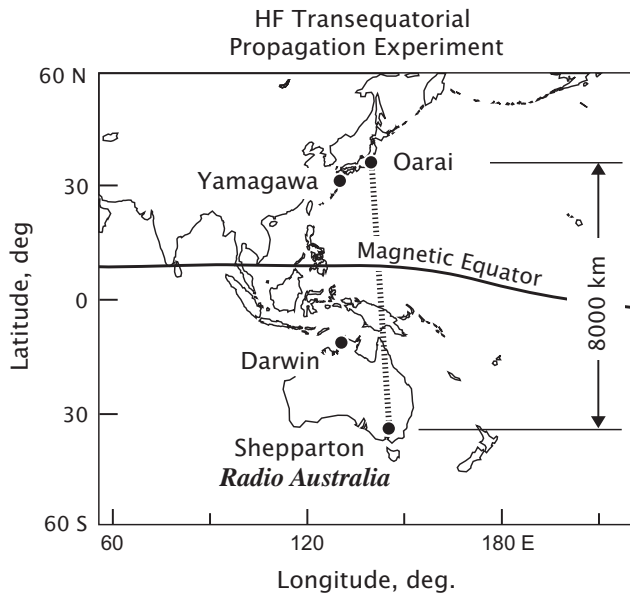 HF Transequatorial
Propagation Experiment
60 N
Oarai
Yamagawa
30
Magnetic Equator
Latitude, deg
0
8000 km
Darwin
30
Shepparton
Radio Australia
60 S
60
120
180 E
Longitude, deg.